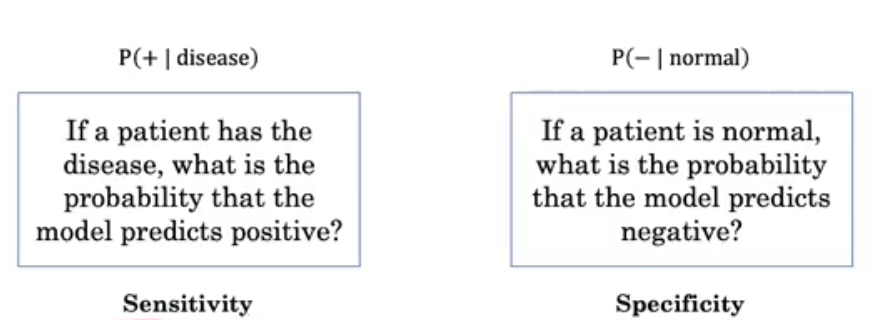 P(+ | disease)
If a patient has the
disease, what is the
probability that the
model predicts positive?
Sensitivity
P(− | normal)
If a patient is normal,
what is the probability
that the model predicts
negative?
Specificity